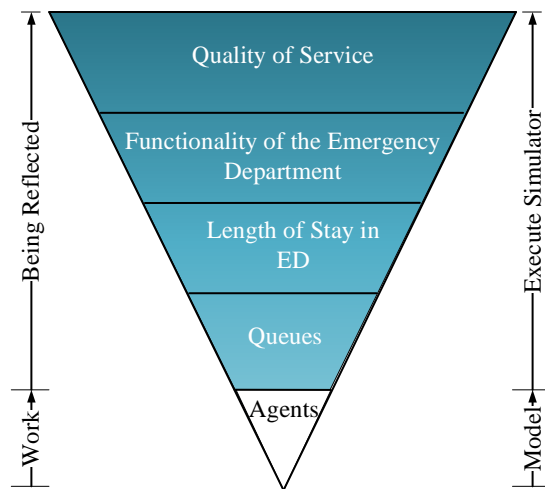 Quality of Service
Functionality of the Emergency
Department
Length of Stay in
ED
Queues
Agents
Being Reflected
Work
Execute Simulator
Model